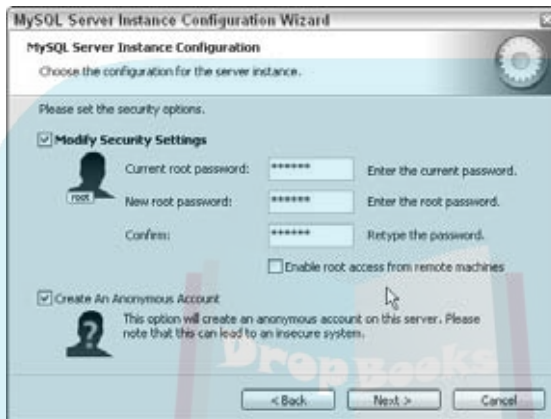 MySQL Server Instance Configuration Wizard
MySQL Server Instance Configuration
Choose the configuration for the server instance.
Please set the security options.
Modify Security Settings
root
Current root password: ****** Enter the current password.
New root password: ****** Enter the root password.
Confirm: ****** Retype the password.
Enable root access from remote machines
Create An Anonymous Account
?
This option will create an anonymous account on this server. Please
note that this can lead to an insecure system.
DropBooks
< Back Next > Cancel